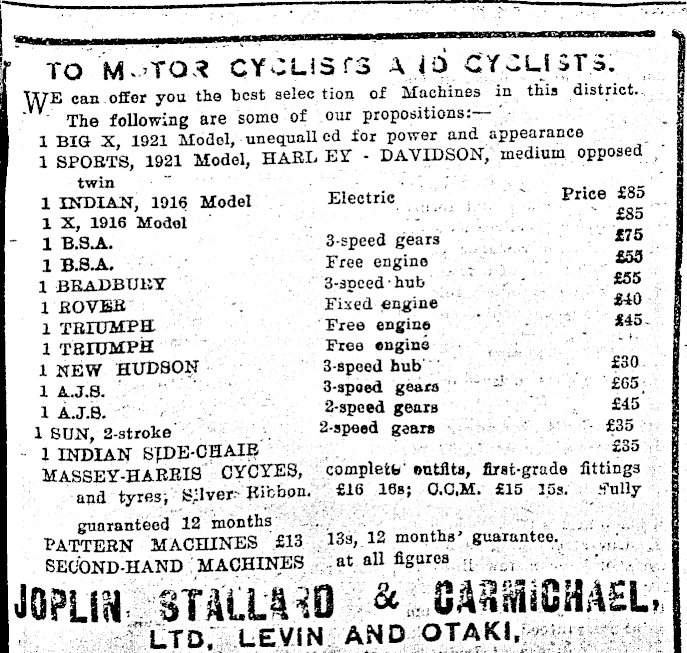 TO MOTOR CYCLISTS AND CYCLISTS.
WE can offer you the best selection of Machines in this district.
The following are some of our propositions:—
1 BIG X, 1921 Model, unequalled for power and appearance
1 SPORTS, 1921 Model, HARLEY - DAVIDSON, medium opposed
twin
1 INDIAN, 1916 Model Electric Price £85
1 X, 1916 Model £85
1 B.S.A. 3-speed gears £75
1 B.S.A. Free engine £55
1 BRADBURY 3-speed hub £55
1 ROVER Fixed engine £40
1 TRIUMPH Free engine £45
1 TRIUMPH Free engine
1 NEW HUDSON 3-speed hub £30
1 A.J.S. 3-speed gears £65
1 A.J.S. 2-speed gears £45
1 SUN, 2-stroke 2-speed gears £35
1 INDIAN SIDE-CHAIR £35
MASSEY-HARRIS CYCYES, complete outfits, first-grade fittings
and tyres; Silver Ribbon. £16 16s; C.C.M. £15 15s. Fully
guaranteed 12 months
PATTERN MACHINES £13 13s, 12 months' guarantee.
SECOND-HAND MACHINES at all figures
JOPLIN STALLARD & CARMICHAEL,
LTD, LEVIN AND OTAKI,